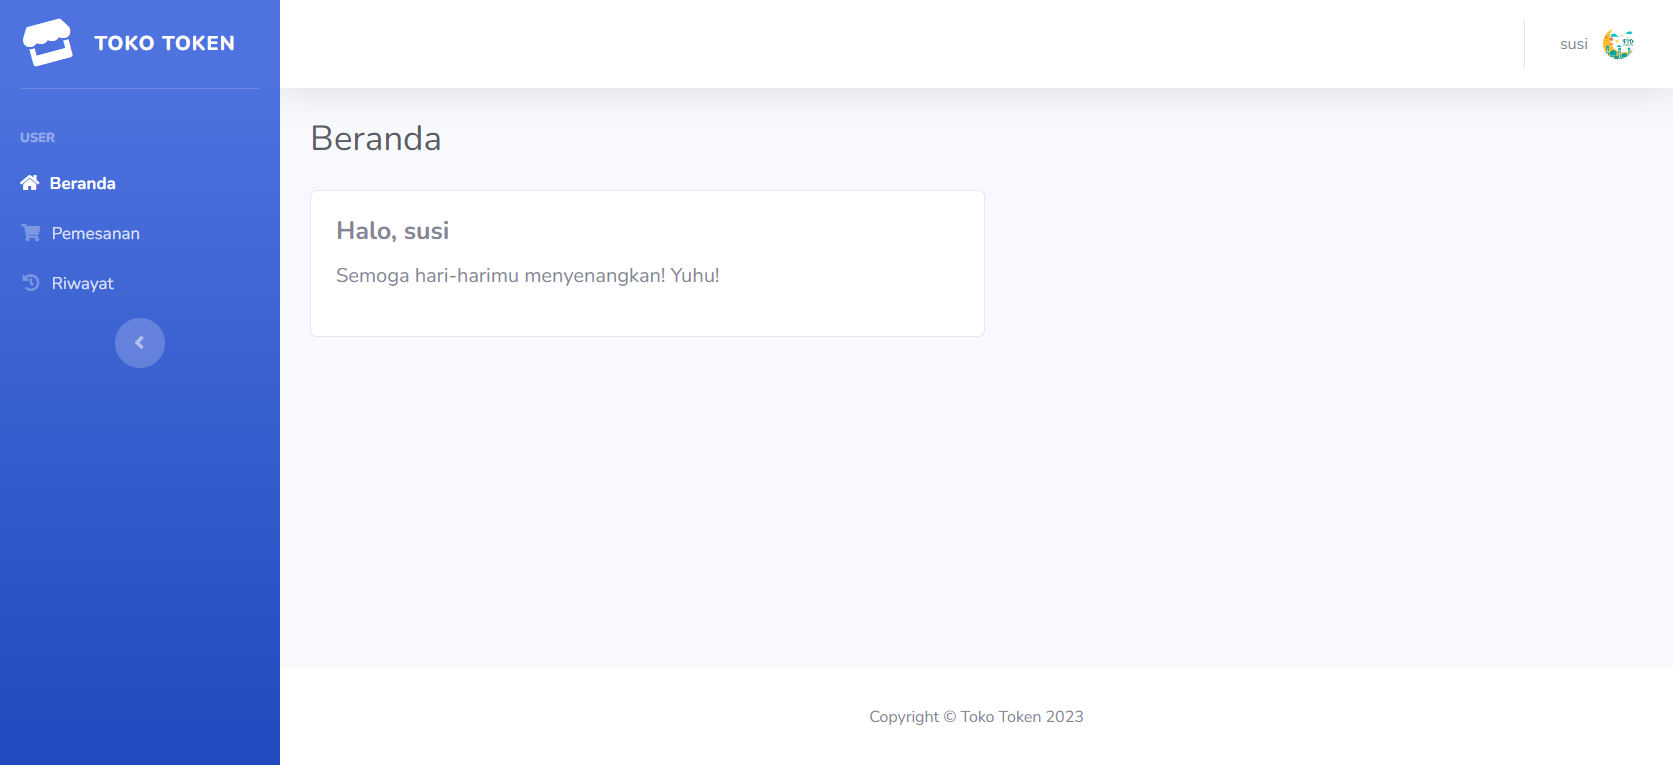 TOKO TOKEN
susi
USER
Beranda
Pemesanan
Riwayat
Beranda
Halo, susi
Semoga hari-harimu menyenangkan! Yuhu!
Copyright © Toko Token 2023